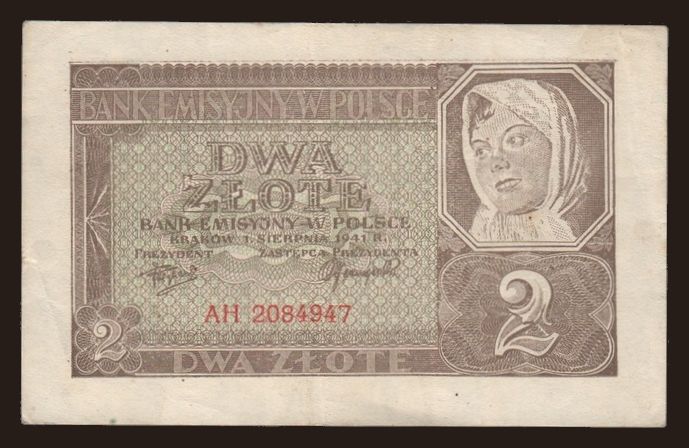 BANK EMISYJNY W POLSCE
DWA
ZŁOTE
BANK EMISYJNY W POLSCE
KRAKÓW 1. SIERPNIA 1941 R.
PREZYDENT ZASTĘPCA PREZYDENTA
AH 2084947
2 2
DWA ZŁOTE